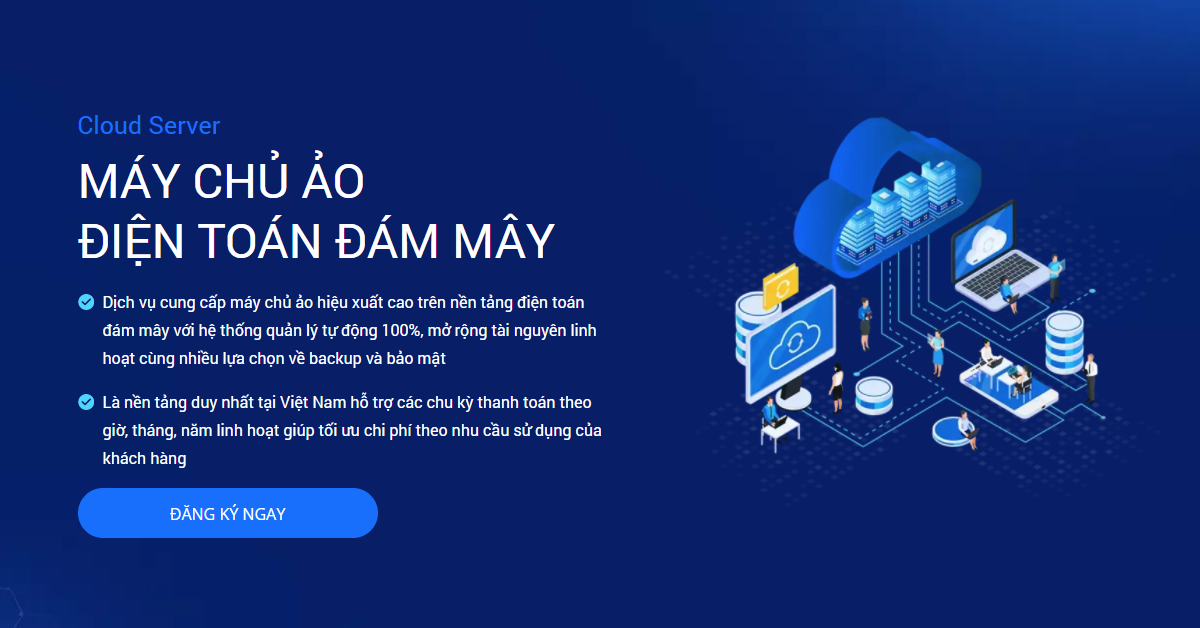 Cloud Server
MÁY CHỦ ẢO
ĐIỆN TOÁN ĐÁM MÂY
Dịch vụ cung cấp máy chủ ảo hiệu xuất cao trên nền tảng điện toán
đám mây với hệ thống quản lý tự động 100%, mở rộng tài nguyên linh
hoạt cùng nhiều lựa chọn về backup và bảo mật
Là nền tảng duy nhất tại Việt Nam hỗ trợ các chu kỳ thanh toán theo
giờ, tháng, năm linh hoạt giúp tối ưu chi phí theo nhu cầu sử dụng của
khách hàng
ĐĂNG KÝ NGAY